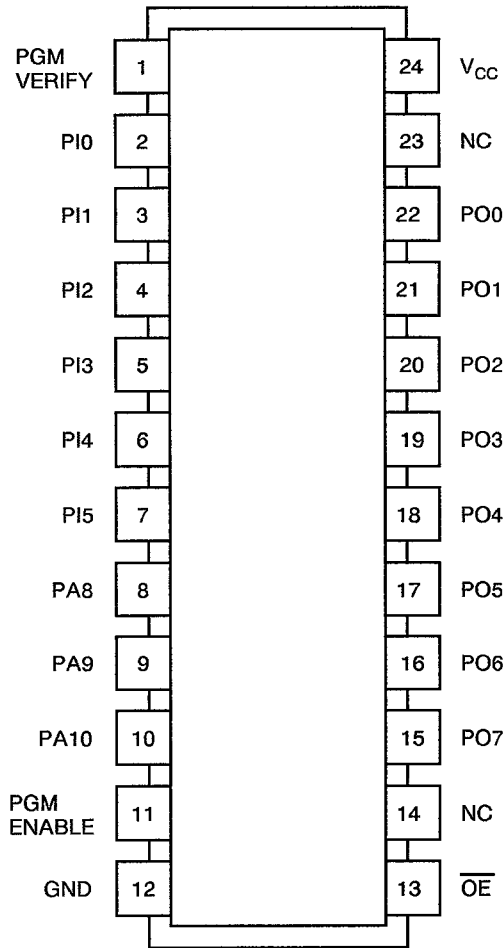 PGM
VERIFY 1 24 VCC
PI0 2 23 NC
PI1 3 22 PO0
PI2 4 21 PO1
PI3 5 20 PO2
PI4 6 19 PO3
PI5 7 18 PO4
PA8 8 17 PO5
PA9 9 16 PO6
PA10 10 15 PO7
PGM
ENABLE 11 14 NC
GND 12 13 O̅E̅